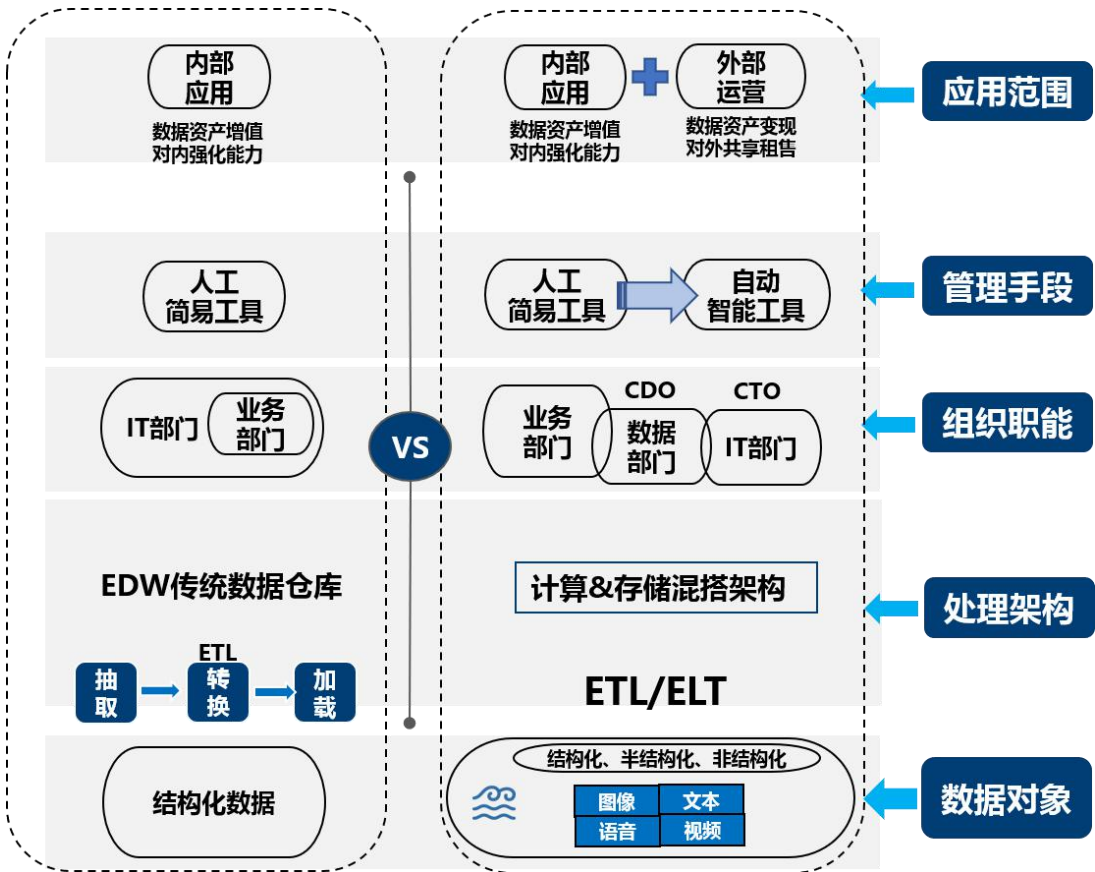 内部
应用
数据资产增值
对内强化能力
内部
应用
外部
运营
数据资产增值
对内强化能力
数据资产变现
对外共享租售
应用范围
人工
简易工具
人工
简易工具
自动
智能工具
管理手段
IT部门
业务
部门
VS
业务
部门
CDO
数据
部门
CTO
IT部门
组织职能
EDW传统数据仓库
ETL
抽
取
转
换
加
载
计算&存储混搭架构
ETL/ELT
处理架构
结构化数据
结构化、半结构化、非结构化
图像
文本
语音
视频
数据对象